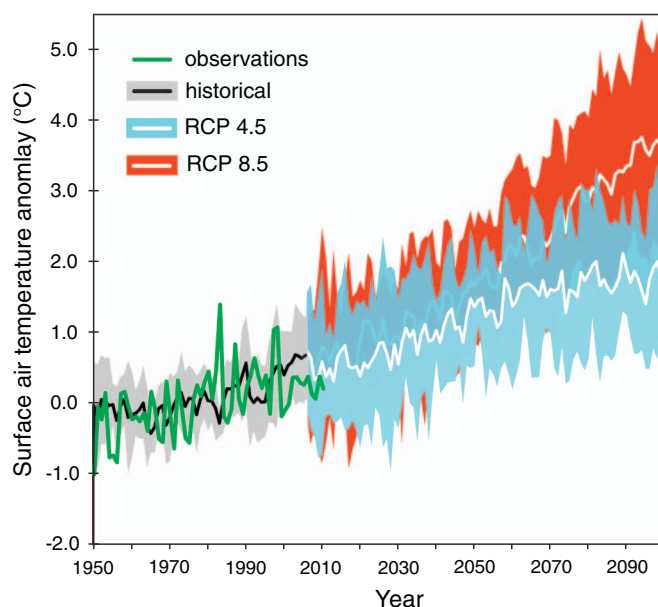 5.0
4.0
3.0
2.0
1.0
0.0
-1.0
-2.0
Surface air temperature anomlay (°C)
observations
historical
RCP 4.5
RCP 8.5
1950 1970 1990 2010 2030 2050 2070 2090
Year